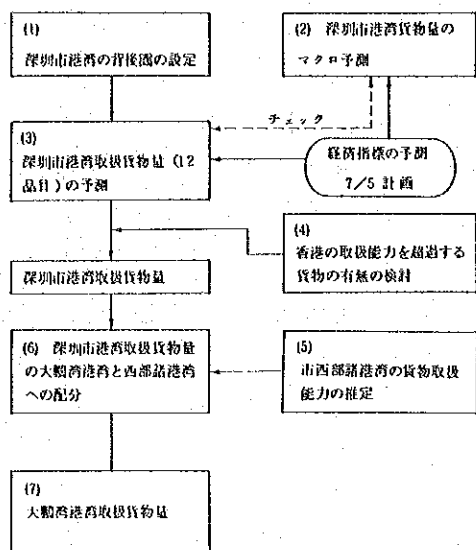 (1)
深圳市港湾の背後圏の設定
(2) 深圳市港湾貨物量の
マクロ予測
チェック
(3)
深圳市港湾取扱貨物量(12
品目)の予測
経済指標の予測
7/5 計画
(4)
香港の取扱能力を超過する
貨物の有無の検討
深圳市港湾取扱貨物量
(6) 深圳市港湾取扱貨物量
の大鵬湾港湾と西部諸港湾
への配分
(5)
市西部諸港湾の貨物取扱
能力の推定
(7)
大鵬湾港湾取扱貨物量